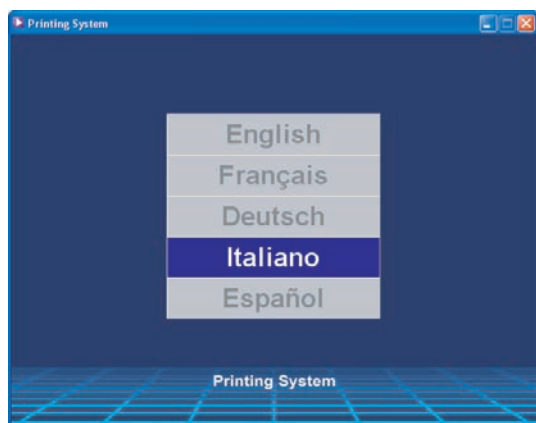 Printing System
English
Français
Deutsch
Italiano
Español
Printing System